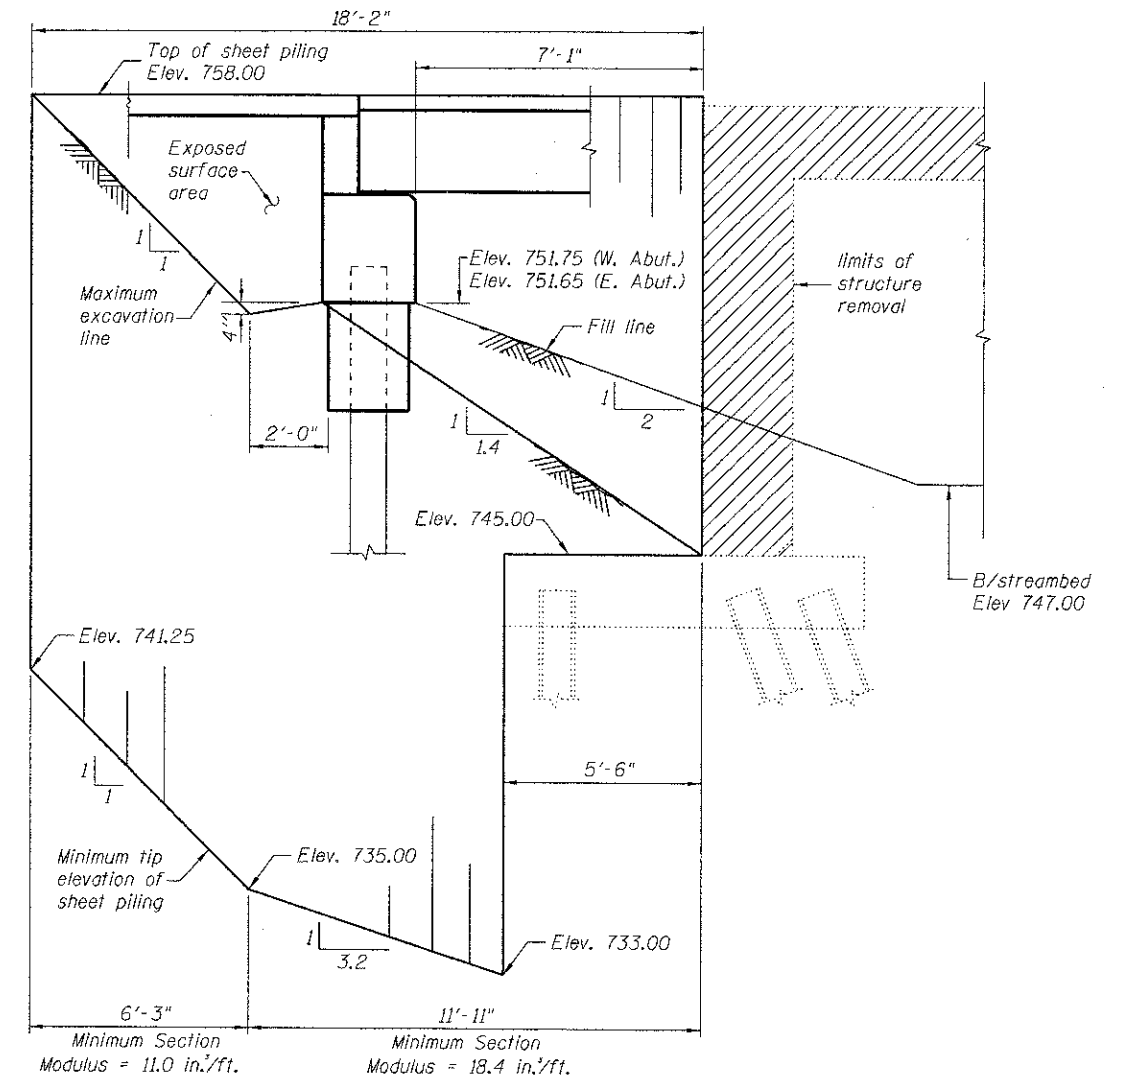 18'-2"
7'-1"
Top of sheet piling
Elev. 758.00
Exposed
surface
area
1
1
Elev. 751.75 (W. Abut.)
Elev. 751.65 (E. Abut.)
limits of
structure
removal
Maximum
excavation
line
4"
Fill line
1
2
2'-0"
1
1.4
Elev. 745.00
B/streambed
Elev 747.00
Elev. 741.25
1
1
5'-6"
Minimum tip
elevation of
sheet piling
Elev. 735.00
1
3.2
Elev. 733.00
6'-3"
11'-11"
Minimum Section
Modulus = 11.0 in.³/ft.
Minimum Section
Modulus = 18.4 in.³/ft.